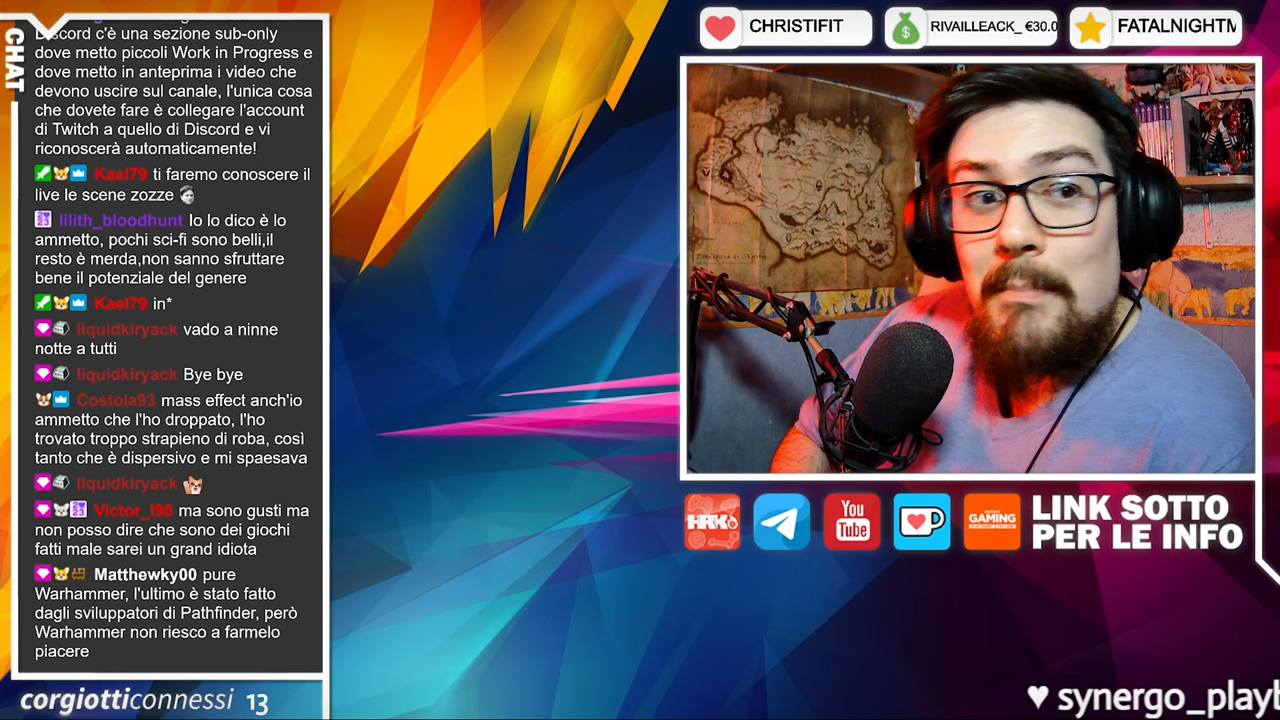 CHRISTIFIT
RIVAILLEACK_ €30.0
FATALNIGHTM
CHAT
Discord c'è una sezione sub-only
dove metto piccoli Work in Progress e
dove metto in anteprima i video che
devono uscire sul canale, l'unica cosa
che dovete fare è collegare l'account
di Twitch a quello di Discord e vi
riconoscerà automaticamente!
Kael79 ti faremo conoscere il
live le scene zozze
lilith_bloodhunt Io lo dico è lo
ammetto, pochi sci-fi sono belli,il
resto è merda,non sanno sfruttare
bene il potenziale del genere
Kael79 in*
liquidkiryack vado a ninne
notte a tutti
liquidkiryack Bye bye
Costola93 mass effect anch'io
ammetto che l'ho droppato, l'ho
trovato troppo strapieno di roba, così
tanto che è dispersivo e mi spaesava
liquidkiryack
Victor_I90 ma sono gusti ma
non posso dire che sono dei giochi
fatti male sarei un grand idiota
Matthewky00 pure
Warhammer, l'ultimo è stato fatto
dagli sviluppatori di Pathfinder, però
Warhammer non riesco a farmelo
piacere
corgiotticonnessi 13
HRK
You
Tube
INSTANT
GAMING
LINK SOTTO
PER LE INFO
♥ synergo_playb